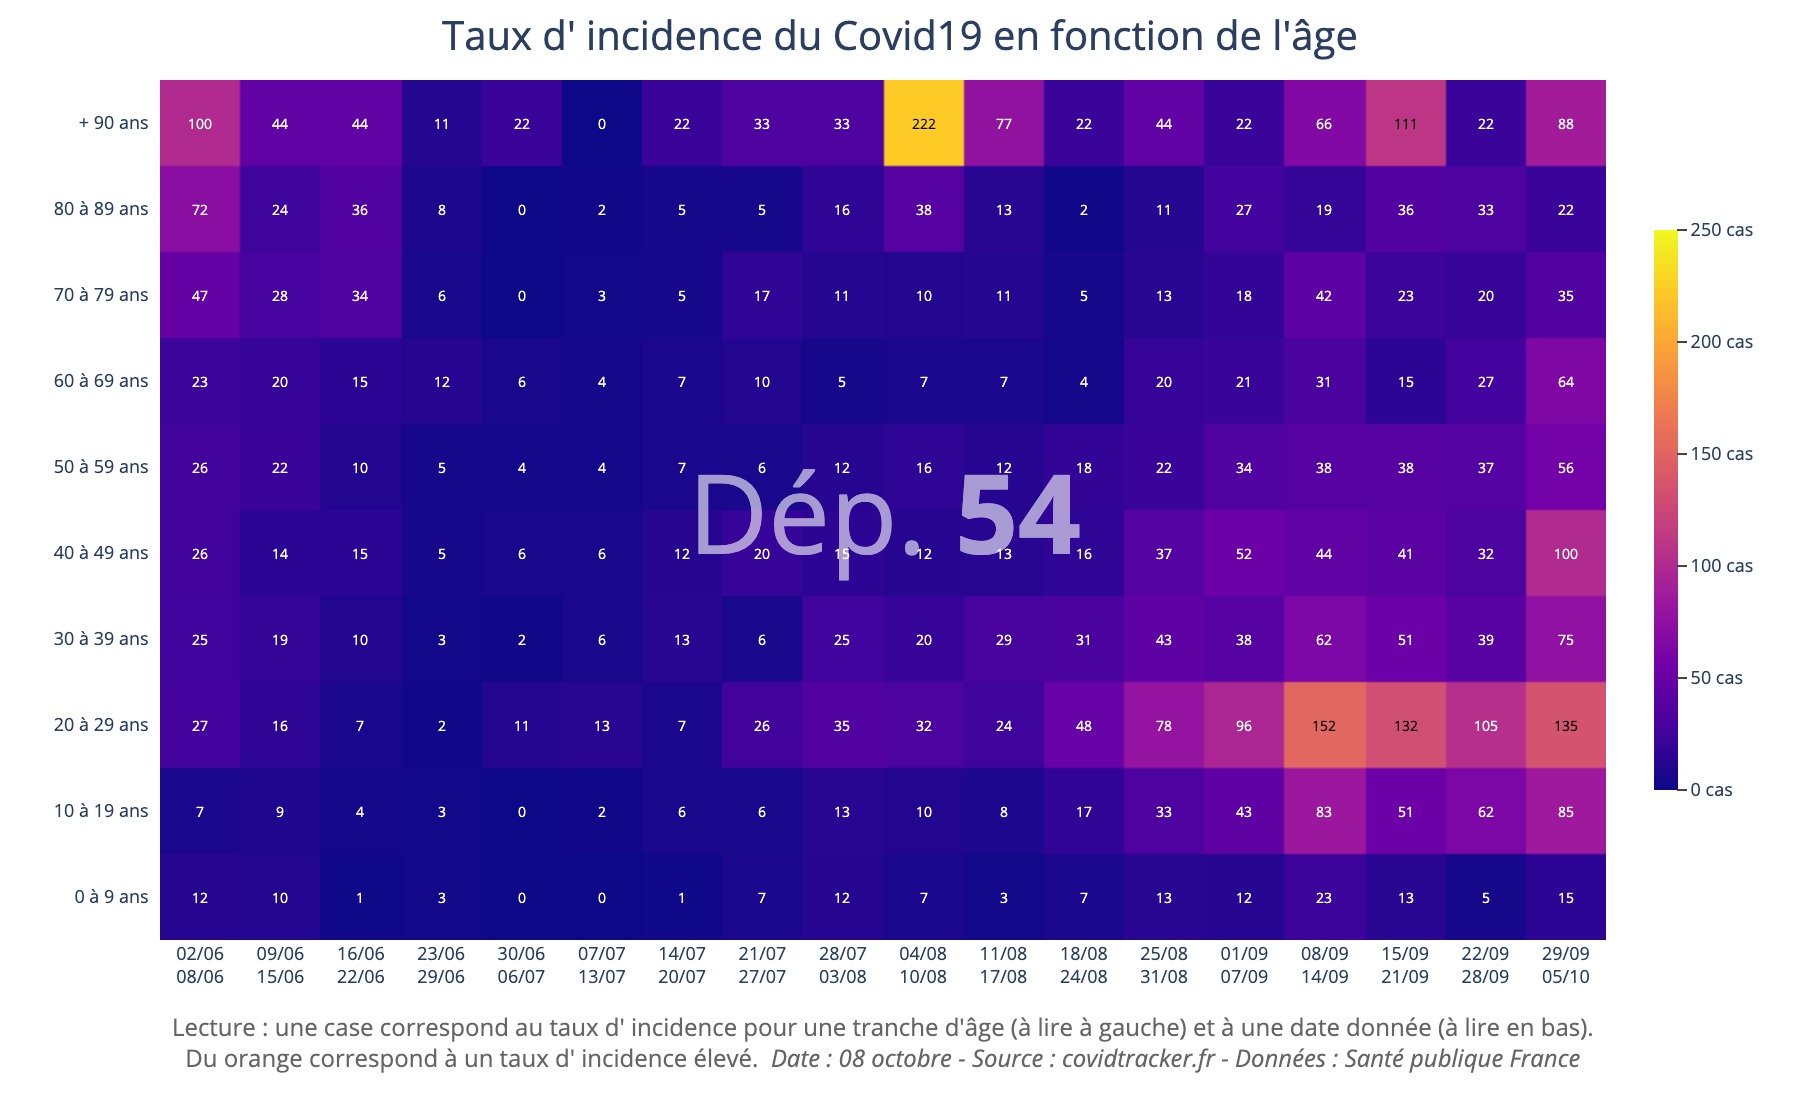 Taux d' incidence du Covid19 en fonction de l'âge
+ 90 ans 100 44 44 11 22 0 22 33 33 222 77 22 44 22 66 111 22 88
80 à 89 ans 72 24 36 8 0 2 5 5 16 38 13 2 11 27 19 36 33 22
250 cas
70 à 79 ans 47 28 34 6 0 3 5 17 11 10 11 5 13 18 42 23 20 35
200 cas
60 à 69 ans 23 20 15 12 6 4 7 10 5 7 7 4 20 21 31 15 27 64
150 cas
50 à 59 ans 26 22 10 5 4 4 7 6 12 16 12 18 22 34 38 38 37 56
Dép. 54
40 à 49 ans 26 14 15 5 6 6 12 20 15 12 13 16 37 52 44 41 32 100
100 cas
30 à 39 ans 25 19 10 3 2 6 13 6 25 20 29 31 43 38 62 51 39 75
50 cas
20 à 29 ans 27 16 7 2 11 13 7 26 35 32 24 48 78 96 152 132 105 135
0 cas
10 à 19 ans 7 9 4 3 0 2 6 6 13 10 8 17 33 43 83 51 62 85
0 à 9 ans 12 10 1 3 0 0 1 7 12 7 3 7 13 12 23 13 5 15
02/06 09/06 16/06 23/06 30/06 07/07 14/07 21/07 28/07 04/08 11/08 18/08 25/08 01/09 08/09 15/09 22/09 29/09
08/06 15/06 22/06 29/06 06/07 13/07 20/07 27/07 03/08 10/08 17/08 24/08 31/08 07/09 14/09 21/09 28/09 05/10
Lecture : une case correspond au taux d' incidence pour une tranche d'âge (à lire à gauche) et à une date donnée (à lire en bas).
Du orange correspond à un taux d' incidence élevé. Date : 08 octobre - Source : covidtracker.fr - Données : Santé publique France